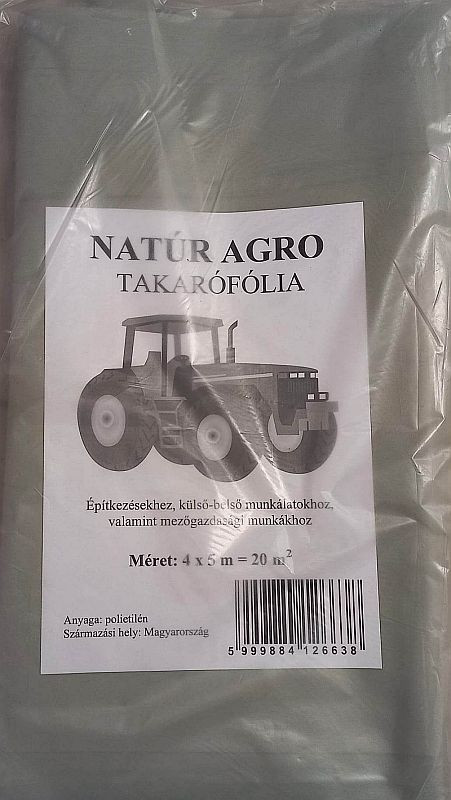 NATÚR AGRO
TAKARÓFÓLIA
Építkezésekhez, külső-belső munkálatokhoz,
valamint mezőgazdasági munkákhoz
Méret: 4 x 5 m = 20 m²
Anyaga: polietilén
Származási hely: Magyarország
5 999884 126638